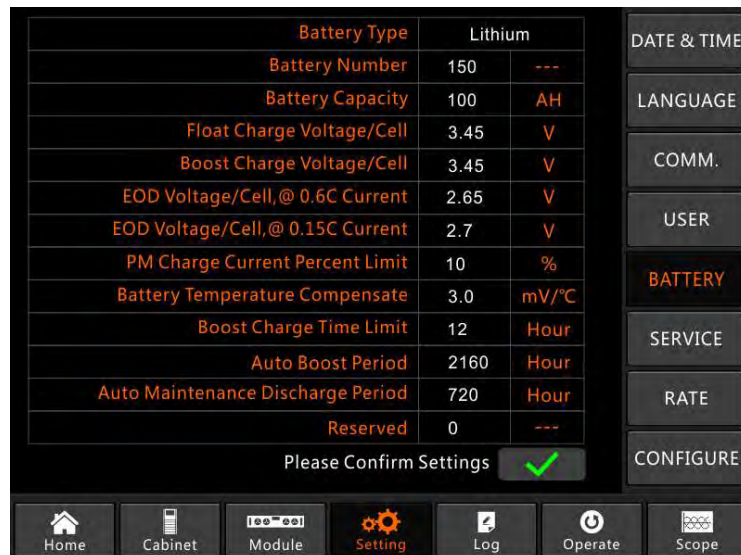 Battery Type Lithium
Battery Number 150 ---
Battery Capacity 100 AH
Float Charge Voltage/Cell 3.45 V
Boost Charge Voltage/Cell 3.45 V
EOD Voltage/Cell,@ 0.6C Current 2.65 V
EOD Voltage/Cell,@ 0.15C Current 2.7 V
PM Charge Current Percent Limit 10 %
Battery Temperature Compensate 3.0 mV/℃
Boost Charge Time Limit 12 Hour
Auto Boost Period 2160 Hour
Auto Maintenance Discharge Period 720 Hour
Reserved 0 ---
Please Confirm Settings
DATE & TIME
LANGUAGE
COMM.
USER
BATTERY
SERVICE
RATE
CONFIGURE
Home Cabinet Module Setting Log Operate Scope